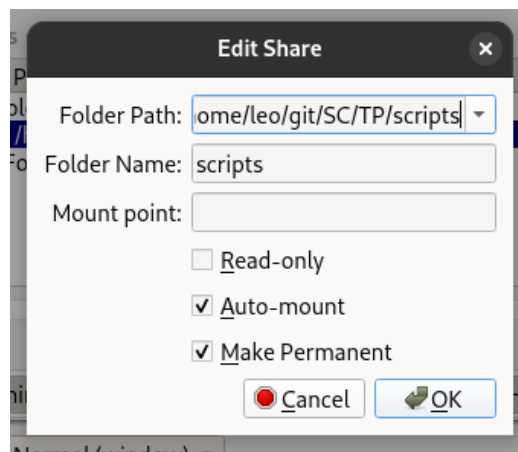 Edit Share
Folder Path: ome/leo/git/SC/TP/scripts
Folder Name: scripts
Mount point:
Read-only
Auto-mount
Make Permanent
Cancel OK